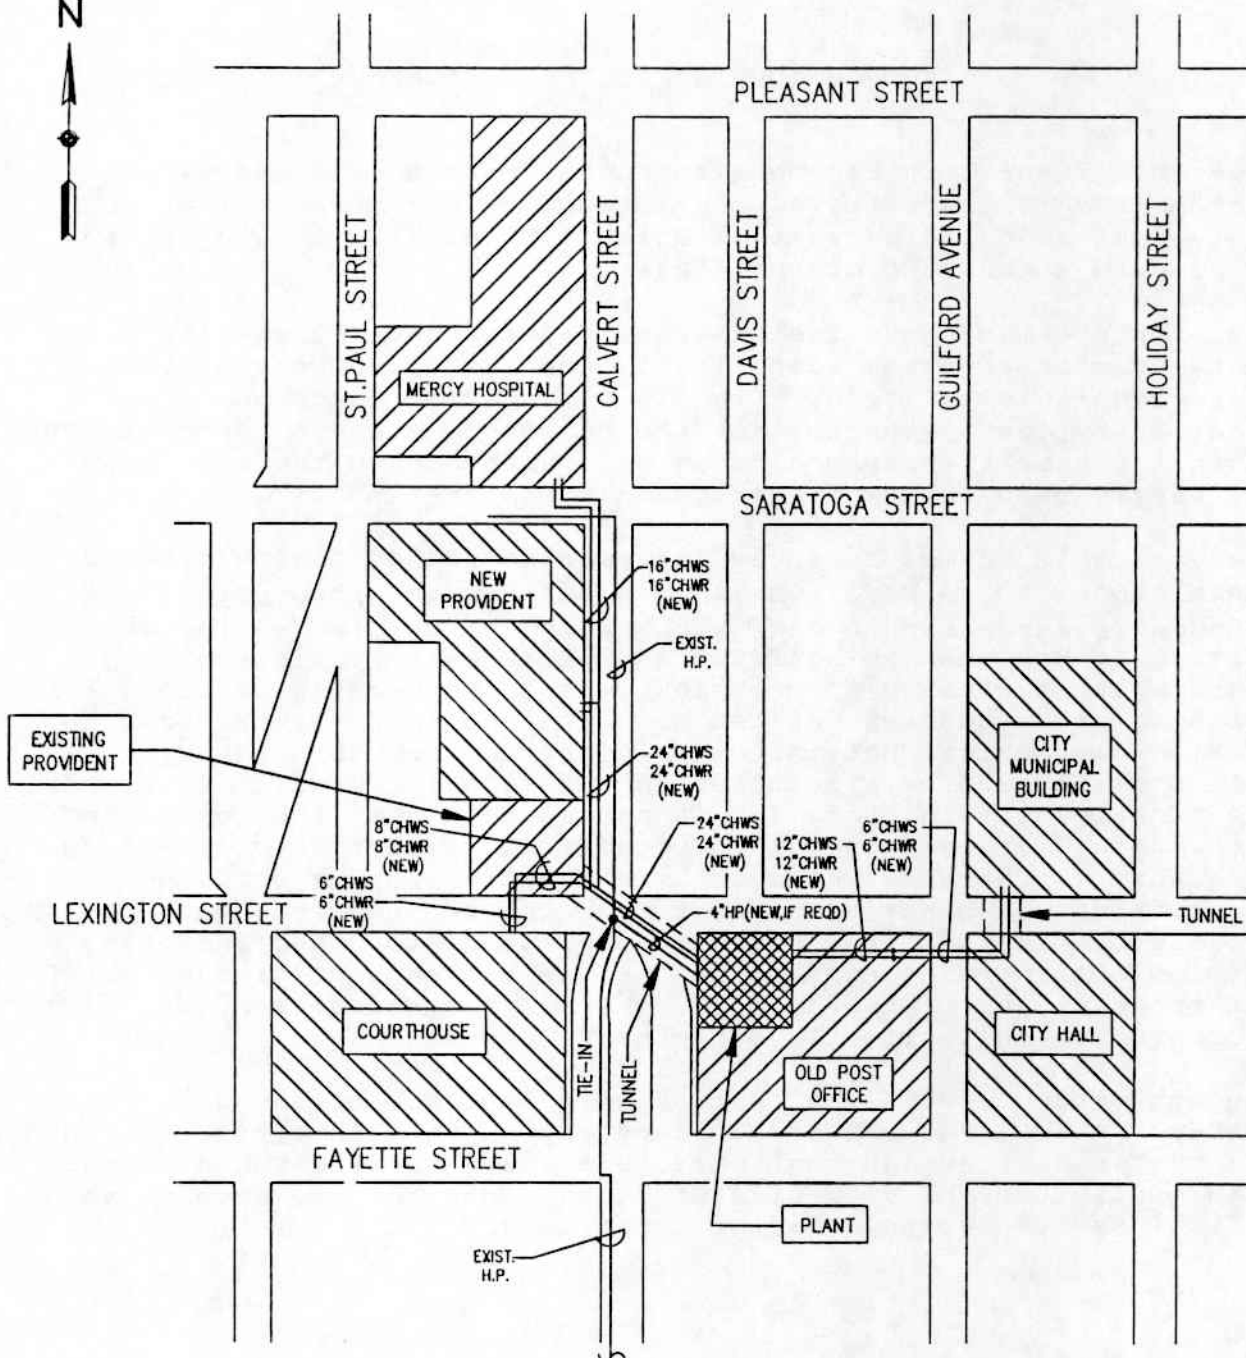 N
PLEASANT STREET
ST.PAUL STREET
CALVERT STREET
DAVIS STREET
GUILFORD AVENUE
HOLIDAY STREET
MERCY HOSPITAL
SARATOGA STREET
NEW
PROVIDENT
16"CHWS
16"CHWR
(NEW)
EXIST.
H.P.
EXISTING
PROVIDENT
CITY
MUNICIPAL
BUILDING
24"CHWS
24"CHWR
(NEW)
8"CHWS
8"CHWR
(NEW)
24"CHWS
24"CHWR
(NEW)
12"CHWS
12"CHWR
(NEW)
6"CHWS
6"CHWR
(NEW)
6"CHWS
6"CHWR
(NEW)
LEXINGTON STREET
4"HP(NEW,IF REQD)
TUNNEL
COURTHOUSE
TIE-IN
TUNNEL
CITY HALL
OLD POST
OFFICE
FAYETTE STREET
PLANT
EXIST.
H.P.